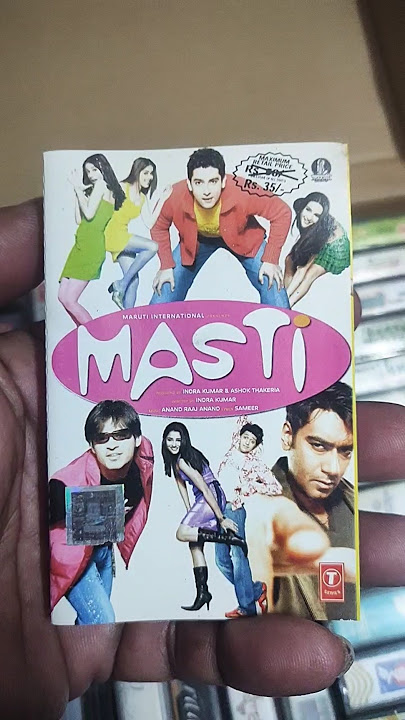 MAXIMUM
RETAIL PRICE
Rs. 35/-
MARUTI INTERNATIONAL
MASTi
INDRA KUMAR & ASHOK THAKERIA
INDRA KUMAR
ANAND RAAJ ANAND SAMEER
T